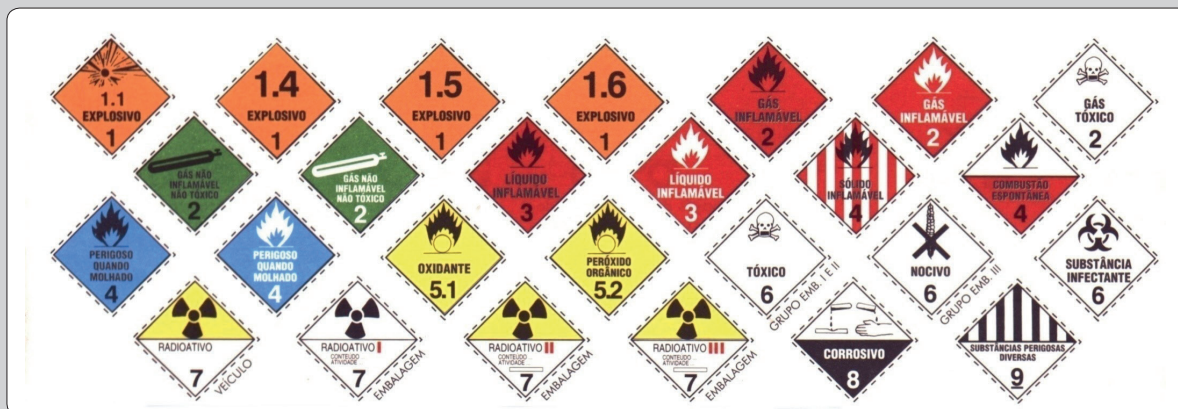 1.1
EXPLOSIVO
1
1.4
EXPLOSIVO
1
1.5
EXPLOSIVO
1
1.6
EXPLOSIVO
1
GÁS
INFLAMÁVEL
2
GÁS
INFLAMÁVEL
2
GÁS
TÓXICO
2
GÁS NÃO
INFLAMÁVEL
NÃO TÓXICO
2
GÁS NÃO
INFLAMÁVEL
NÃO TÓXICO
2
LÍQUIDO
INFLAMÁVEL
3
LÍQUIDO
INFLAMÁVEL
3
SÓLIDO
INFLAMÁVEL
4
COMBUSTÃO
ESPONTÂNEA
4
PERIGOSO
QUANDO
MOLHADO
4
PERIGOSO
QUANDO
MOLHADO
4
OXIDANTE
5.1
PERÓXIDO
ORGÂNICO
5.2
TÓXICO
6
GRUPO EMB. I E II
NOCIVO
6
GRUPO EMB. III
SUBSTÂNCIA
INFECTANTE
6
RADIOATIVO
7
VEÍCULO
RADIOATIVO I
CONTEÚDO ...
ATIVIDADE ...
7
EMBALAGEM
RADIOATIVO II
CONTEÚDO ...
ATIVIDADE ...
7
EMBALAGEM
RADIOATIVO III
CONTEÚDO ...
ATIVIDADE ...
7
EMBALAGEM
CORROSIVO
8
SUBSTÂNCIAS PERIGOSAS
DIVERSAS
9